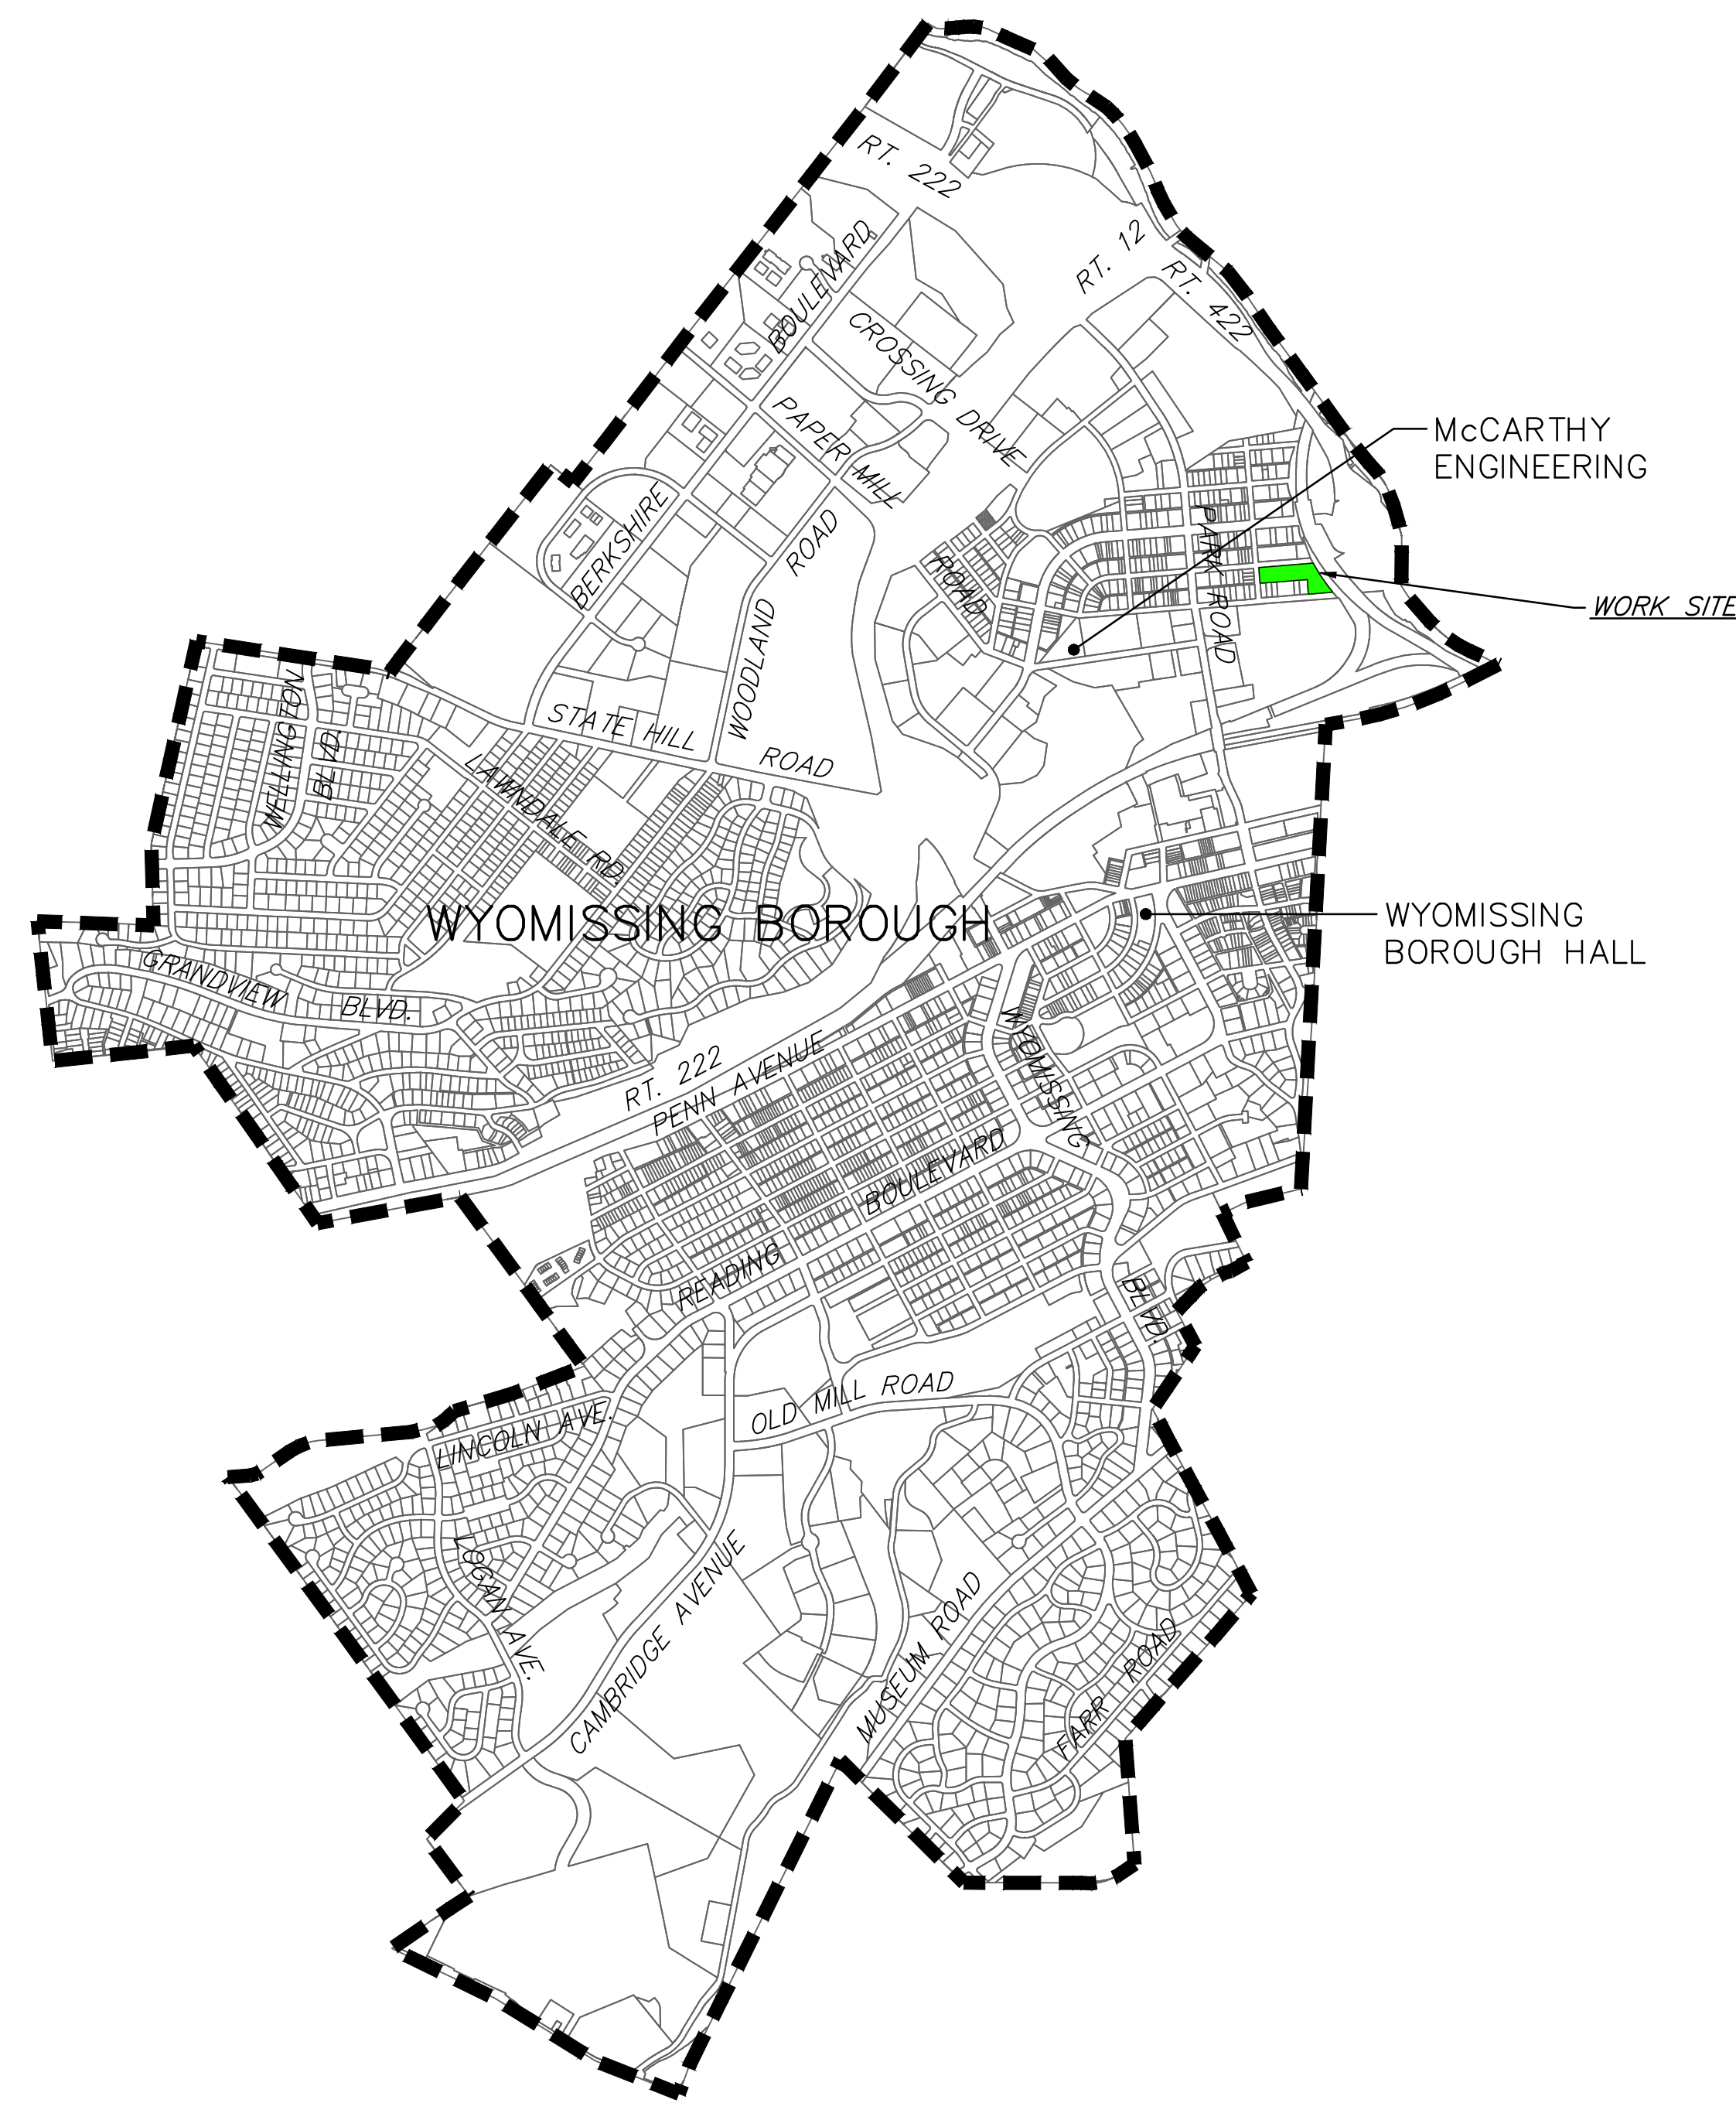 RT. 222
RT. 12
RT. 422
BOULEVARD
CROSSING DRIVE
PAPER MILL
McCARTHY
ENGINEERING
BERKSHIRE
ROAD
ROAD
PARK ROAD
WORK SITE
WOODLAND
STATE HILL
ROAD
WELLINGTON
BLVD.
LAWNDALE RD.
WYOMISSING BOROUGH
WYOMISSING
BOROUGH HALL
GRANDVIEW
BLVD.
RT. 222
PENN AVENUE
WYOMISSING
BOULEVARD
READING
BLVD.
OLD MILL ROAD
LINCOLN AVE.
LOGAN AVE.
CAMBRIDGE AVENUE
MUSEUM ROAD
FARR ROAD